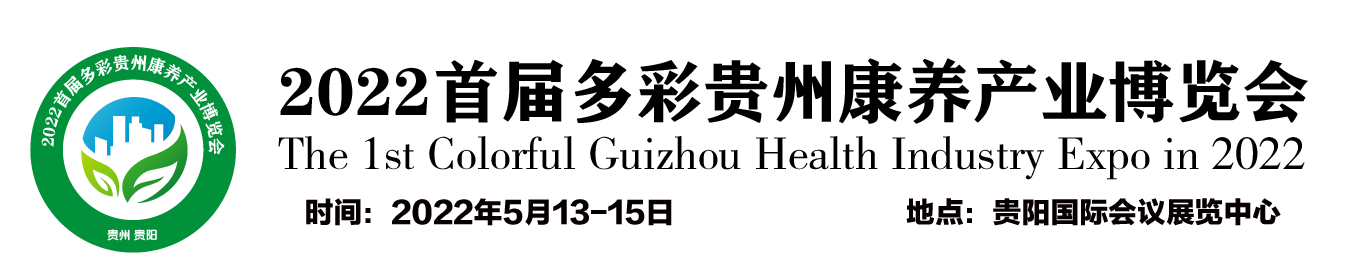 2022首届多彩贵州康养产业博览会
贵州 贵阳
2022首届多彩贵州康养产业博览会
The 1st Colorful Guizhou Health Industry Expo in 2022
时间：2022年5月13-15日 地点：贵阳国际会议展览中心